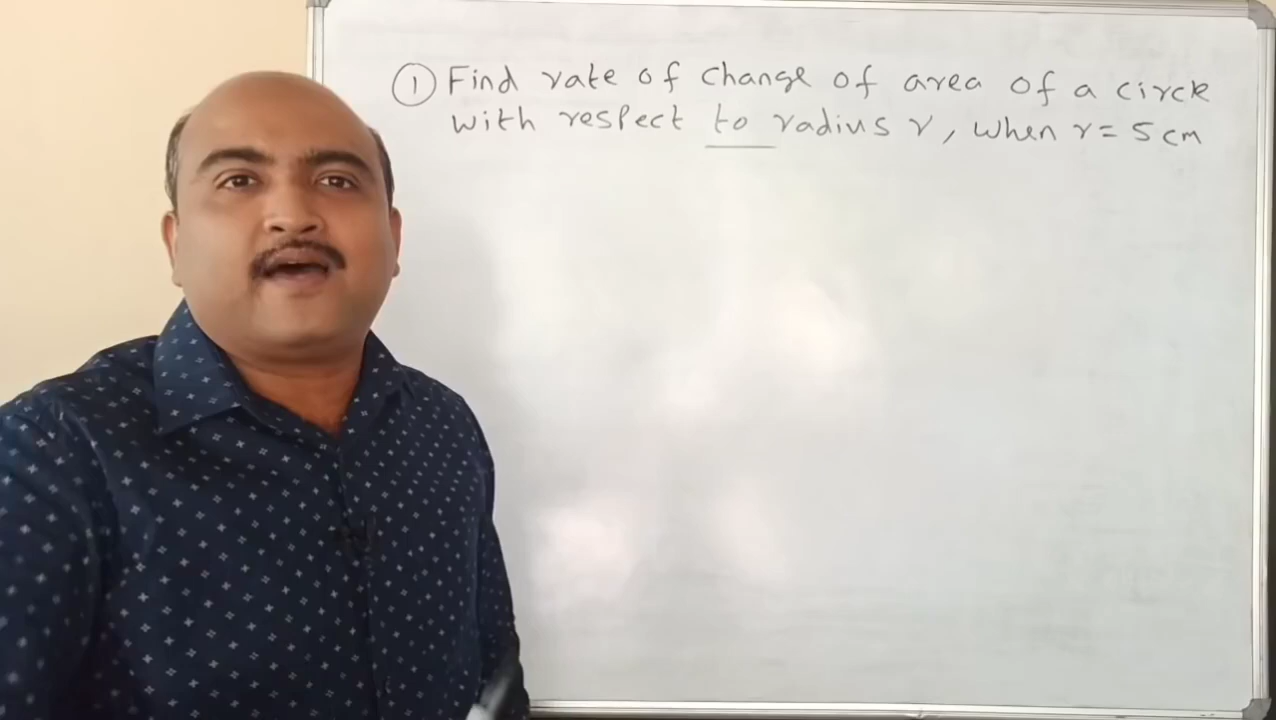 ① Find rate of change of area of a circle
with respect to radius r, when r = 5 cm